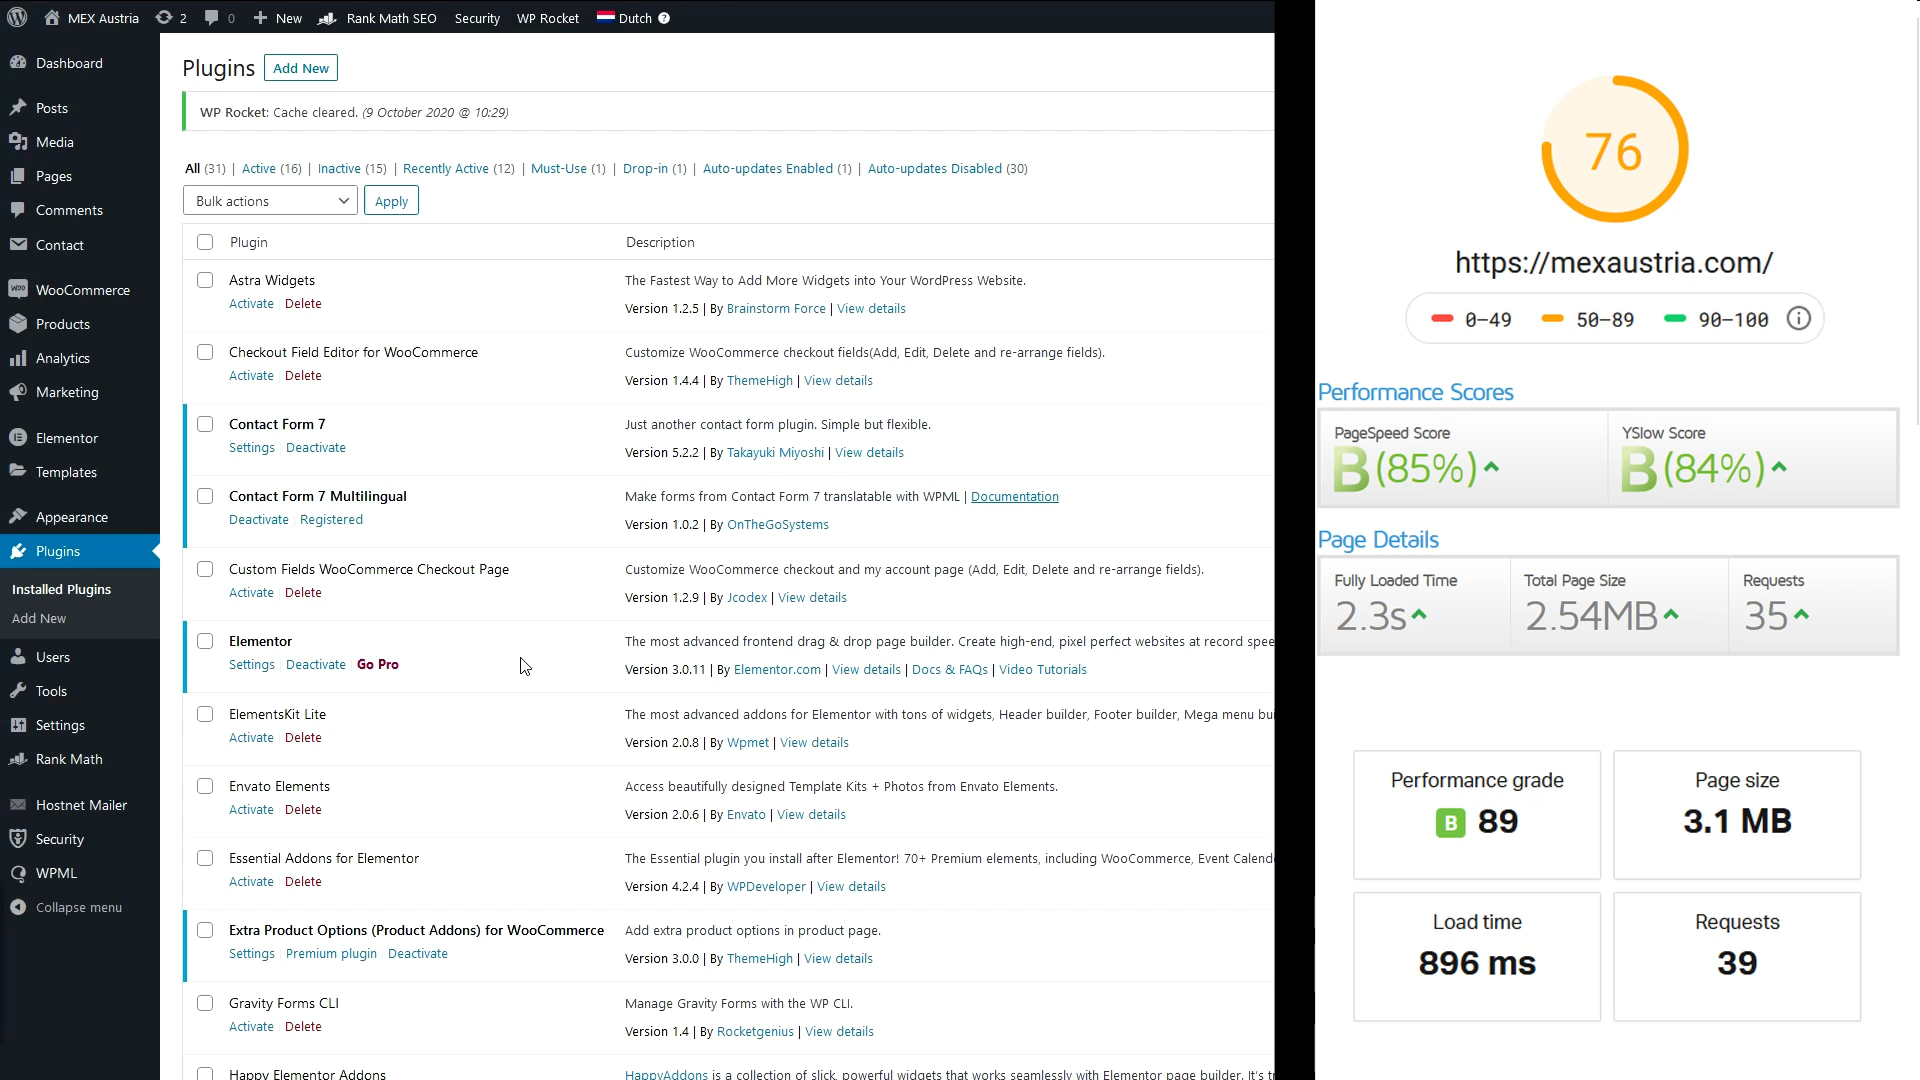 MEX Austria 2 0 New Rank Math SEO Security WP Rocket Dutch
Dashboard
Posts
Media
Pages
Comments
Contact
WooCommerce
Products
Analytics
Marketing
Elementor
Templates
Appearance
Plugins
Installed Plugins
Add New
Users
Tools
Settings
Rank Math
Hostnet Mailer
Security
WPML
Collapse menu
Plugins Add New
WP Rocket: Cache cleared. (9 October 2020 @ 10:29)
All (31) | Active (16) | Inactive (15) | Recently Active (12) | Must-Use (1) | Drop-in (1) | Auto-updates Enabled (1) | Auto-updates Disabled (30)
Bulk actions Apply
Plugin Description
Astra Widgets The Fastest Way to Add More Widgets into Your WordPress Website.
Activate | Delete Version 1.2.5 | By Brainstorm Force | View details
Checkout Field Editor for WooCommerce Customize WooCommerce checkout fields(Add, Edit, Delete and re-arrange fields).
Activate | Delete Version 1.4.4 | By ThemeHigh | View details
Contact Form 7 Just another contact form plugin. Simple but flexible.
Settings | Deactivate Version 5.2.2 | By Takayuki Miyoshi | View details
Contact Form 7 Multilingual Make forms from Contact Form 7 translatable with WPML | Documentation
Deactivate | Registered Version 1.0.2 | By OnTheGoSystems
Custom Fields WooCommerce Checkout Page Customize WooCommerce checkout and my account page (Add, Edit, Delete and re-arrange fields).
Activate | Delete Version 1.2.9 | By Jcodex | View details
Elementor The most advanced frontend drag & drop page builder. Create high-end, pixel perfect websites at record spee
Settings | Deactivate | Go Pro Version 3.0.11 | By Elementor.com | View details | Docs & FAQs | Video Tutorials
ElementsKit Lite The most advanced addons for Elementor with tons of widgets, Header builder, Footer builder, Mega menu bui
Activate | Delete Version 2.0.8 | By Wpmet | View details
Envato Elements Access beautifully designed Template Kits + Photos from Envato Elements.
Activate | Delete Version 2.0.6 | By Envato | View details
Essential Addons for Elementor The Essential plugin you install after Elementor! 70+ Premium elements, including WooCommerce, Event Calend
Activate | Delete Version 4.2.4 | By WPDeveloper | View details
Extra Product Options (Product Addons) for WooCommerce Add extra product options in product page.
Settings | Premium plugin | Deactivate Version 3.0.0 | By ThemeHigh | View details
Gravity Forms CLI Manage Gravity Forms with the WP CLI.
Activate | Delete Version 1.4 | By Rocketgenius | View details
Happy Elementor Addons HappyAddons is a collection of slick, powerful widgets that works seamlessly with Elementor page builder. It's t
76
https://mexaustria.com/
0–49 50–89 90–100
Performance Scores
PageSpeed Score YSlow Score
B (85%) B (84%)
Page Details
Fully Loaded Time Total Page Size Requests
2.3s 2.54MB 35
Performance grade Page size
B 89 3.1 MB
Load time Requests
896 ms 39